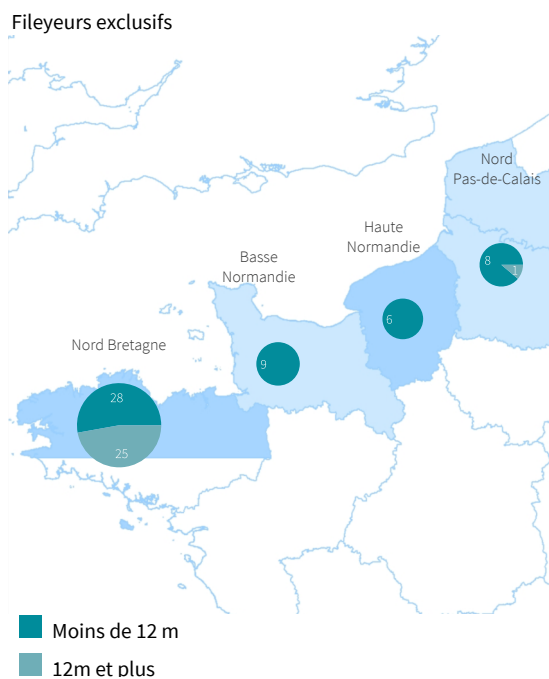 Fileyeurs exclusifs
Nord
Pas-de-Calais
8
1
Haute
Normandie
6
Basse
Normandie
9
Nord Bretagne
28
25
Moins de 12 m
12m et plus